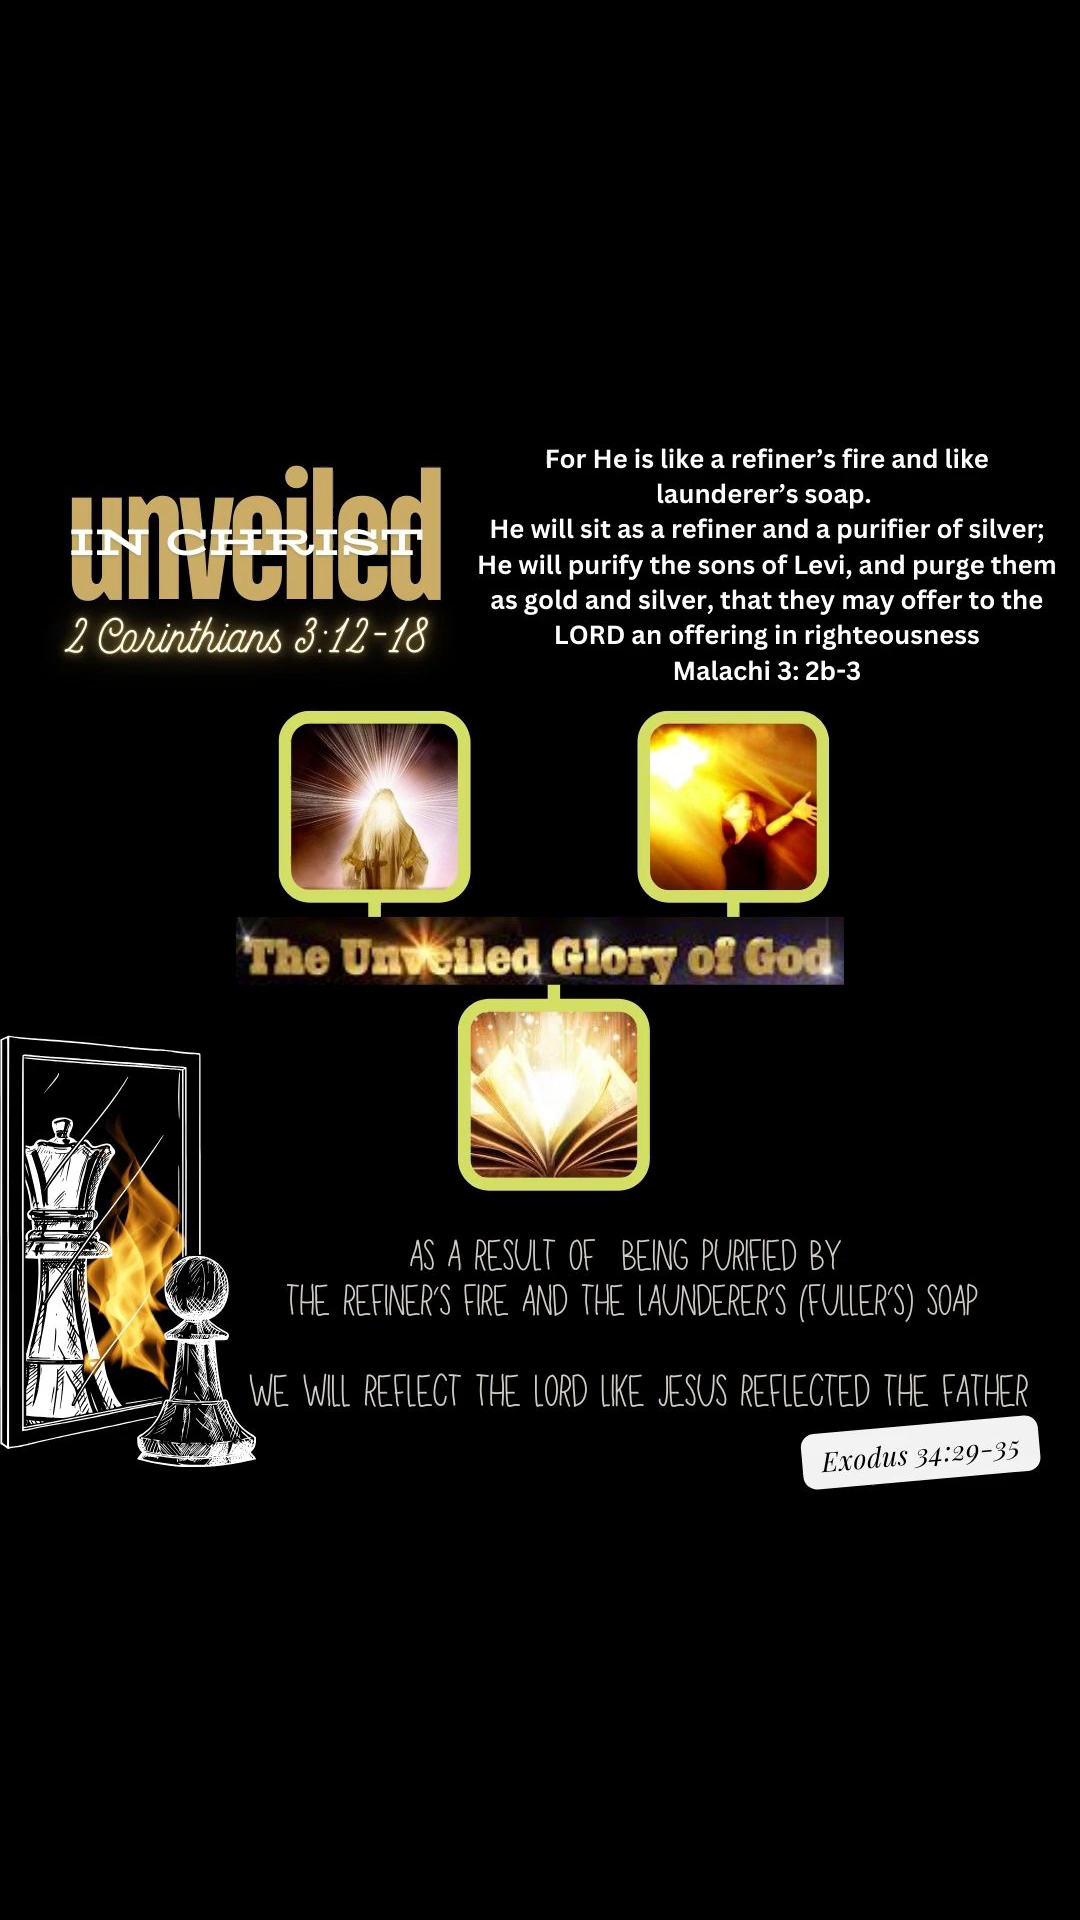 unveiled
IN CHRIST
2 Corinthians 3:12-18
For He is like a refiner’s fire and like
launderer’s soap.
He will sit as a refiner and a purifier of silver;
He will purify the sons of Levi, and purge them
as gold and silver, that they may offer to the
LORD an offering in righteousness
Malachi 3: 2b-3
The Unveiled Glory of God
AS A RESULT OF BEING PURIFIED BY
THE REFINER'S FIRE AND THE LAUNDERER'S (FULLER'S) SOAP
WE WILL REFLECT THE LORD LIKE JESUS REFLECTED THE FATHER
Exodus 34:29-35